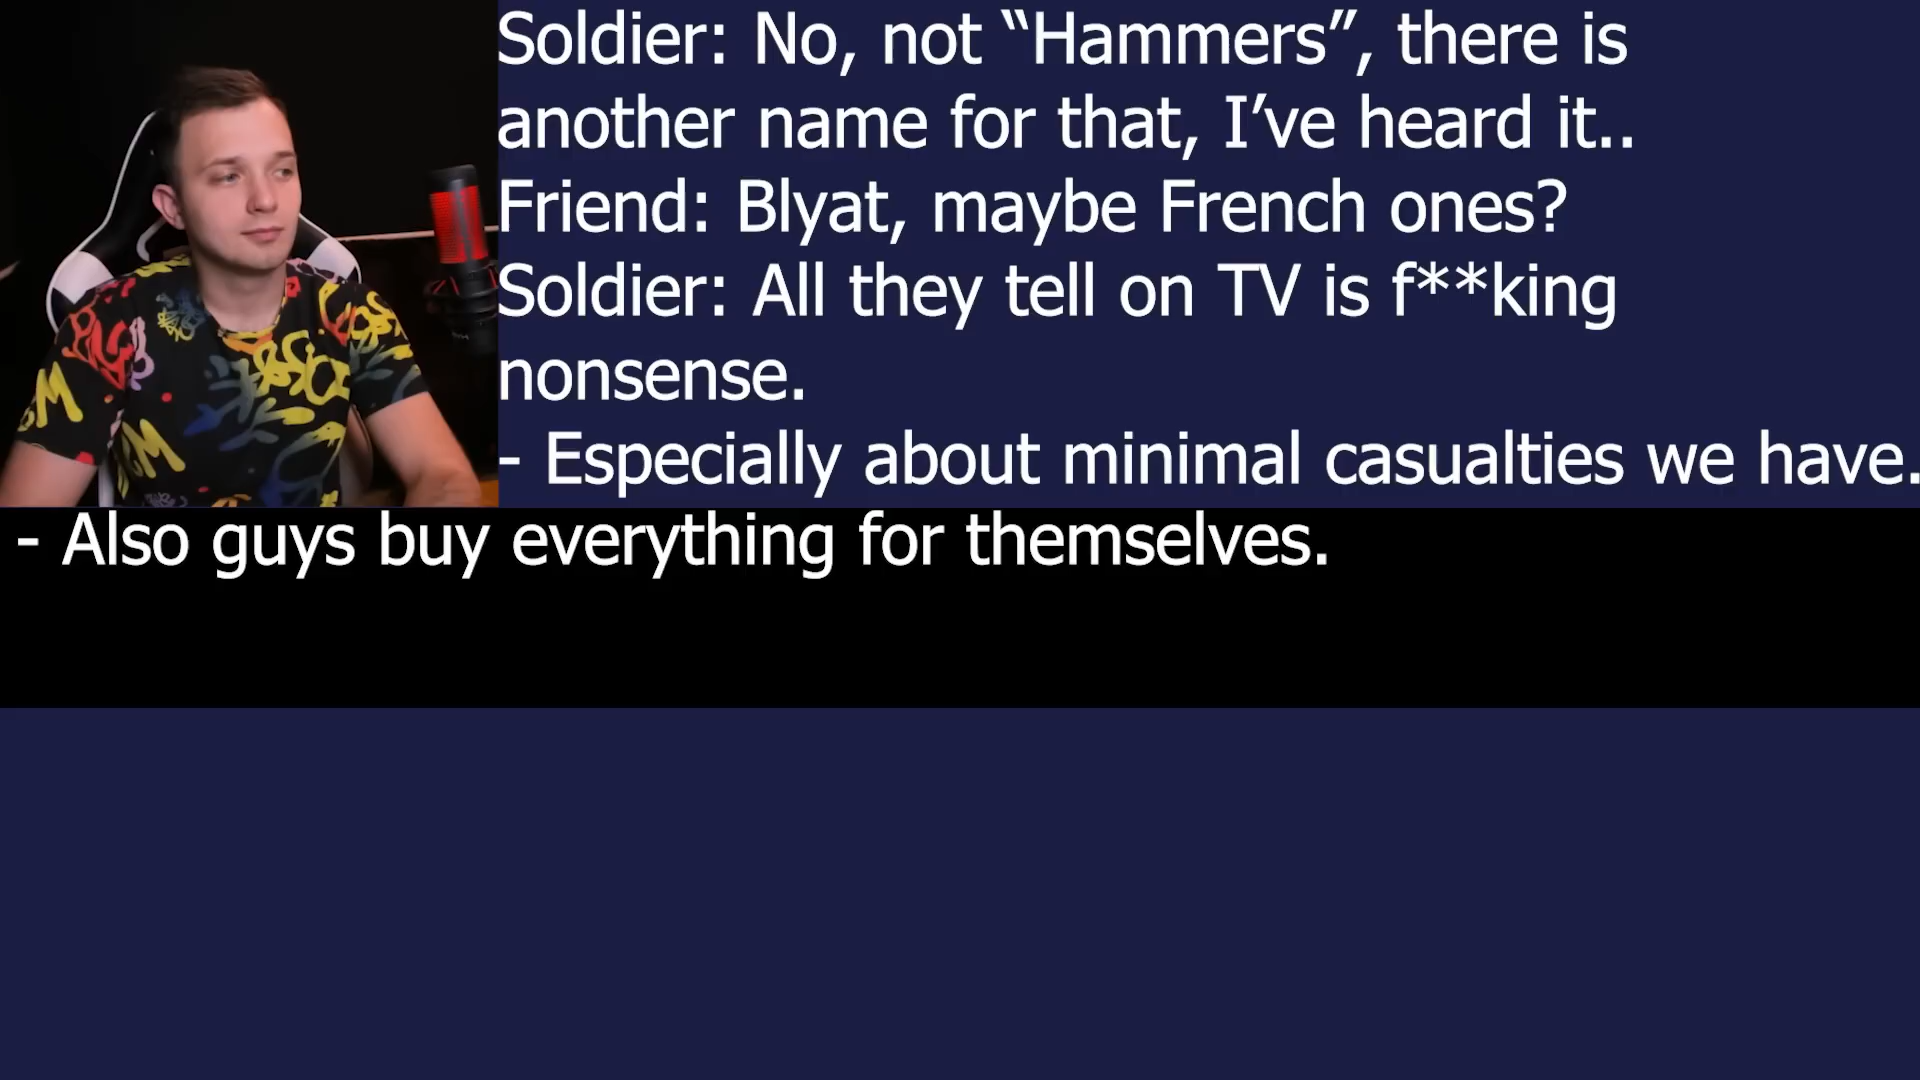 Soldier: No, not “Hammers”, there is
another name for that, I’ve heard it..
Friend: Blyat, maybe French ones?
Soldier: All they tell on TV is f**king
nonsense.
- Especially about minimal casualties we have.
- Also guys buy everything for themselves.